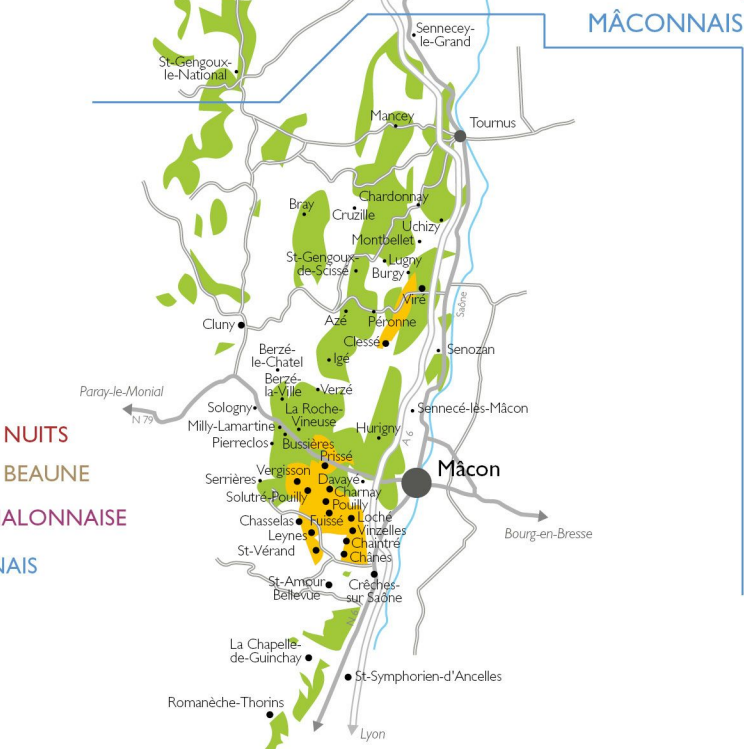 MÂCONNAIS
Sennecey-
le-Grand
St-Gengoux-
le-National
Mancey
Tournus
Chardonnay
Bray
Cruzille
Uchizy
Montbellet
St-Gengoux-
de-Scissé
Lugny
Burgy
Viré
Saône
Azé
Péronne
Cluny
Clessé
Berzé-
le-Chatel
Igé
Senozan
Berzé-
la-Ville
Verzé
Paray-le-Monial
N 79
Sologny
La Roche-
Vineuse
Sennecé-lès-Mâcon
Milly-Lamartine
Hurigny
A 6
NUITS
Pierreclos
Bussières
Prissé
BEAUNE
Vergisson
Mâcon
Serrières
Davayé
Solutré-Pouilly
Charnay
Pouilly
ALONNAISE
Chasselas
Fuissé
Loché
Leynes
Vinzelles
Bourg-en-Bresse
St-Vérand
Chaintré
Chânes
NAIS
St-Amour
Bellevue
Crêches-
sur Saône
N 6
La Chapelle-
de-Guinchay
St-Symphorien-d'Ancelles
Romanèche-Thorins
Lyon